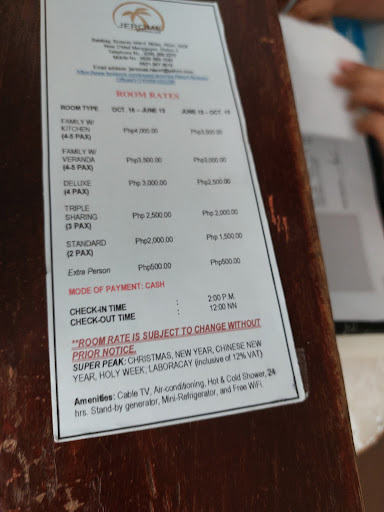 JEROME
ROOM RATES
ROOM TYPE OCT. 16 – JUNE 15 JUNE 15 – OCT. 15
FAMILY W/
KITCHEN Php4,000.00 Php3,500.00
(4-5 PAX)
FAMILY W/
VERANDA Php3,500.00 Php3,000.00
(4-5 PAX)
DELUXE Php 3,000.00 Php2,500.00
(4 PAX)
TRIPLE
SHARING Php 2,500.00 Php 2,000.00
(3 PAX)
STANDARD Php2,000.00 Php 1,500.00
(2 PAX)
Extra Person Php500.00 Php500.00
MODE OF PAYMENT: CASH
CHECK-IN TIME : 2:00 P.M.
CHECK-OUT TIME : 12:00 NN
**ROOM RATE IS SUBJECT TO CHANGE WITHOUT
PRIOR NOTICE.
SUPER PEAK: CHRISTMAS, NEW YEAR, CHINESE NEW
YEAR, HOLY WEEK, LABORACAY (inclusive of 12% VAT)
Amenities: Cable TV, Air-conditioning, Hot & Cold Shower, 24
hrs. Stand-by generator, Mini-Refrigerator, and Free WiFi.